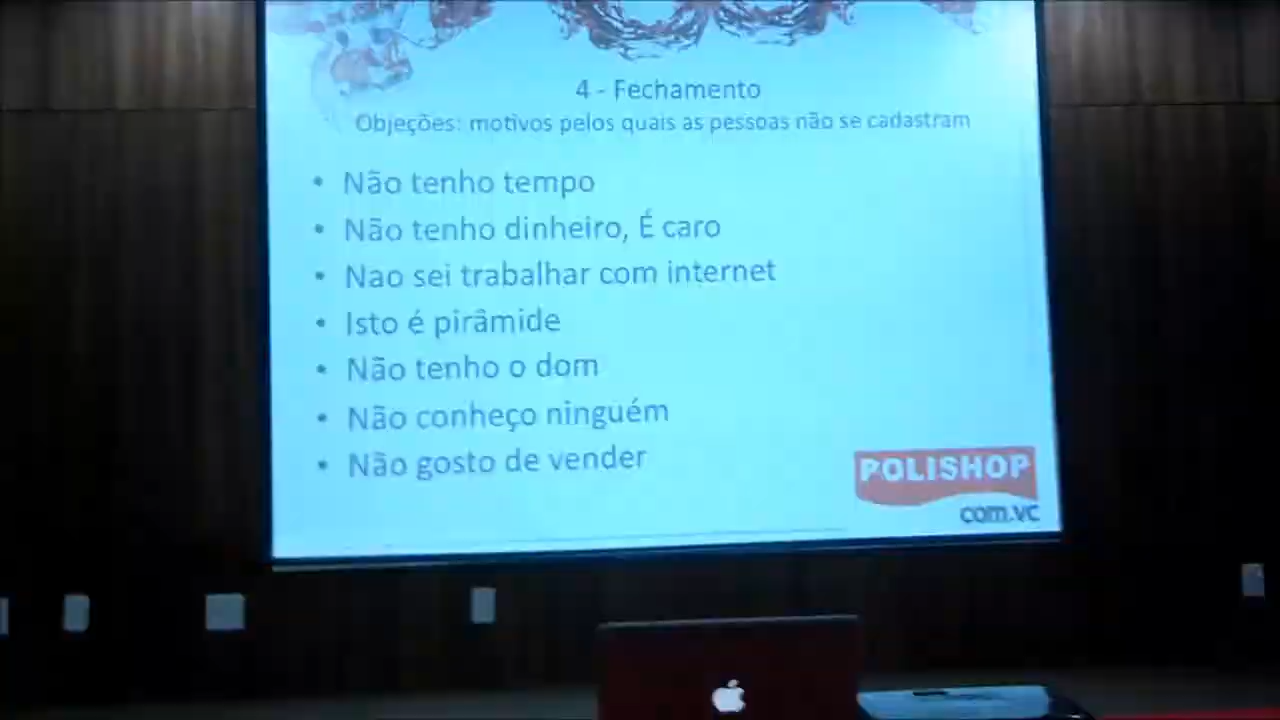 4 - Fechamento
Objeções: motivos pelos quais as pessoas não se cadastram
• Não tenho tempo
• Não tenho dinheiro, É caro
• Nao sei trabalhar com internet
• Isto é pirâmide
• Não tenho o dom
• Não conheço ninguém
• Não gosto de vender
POLISHOP
com.vc